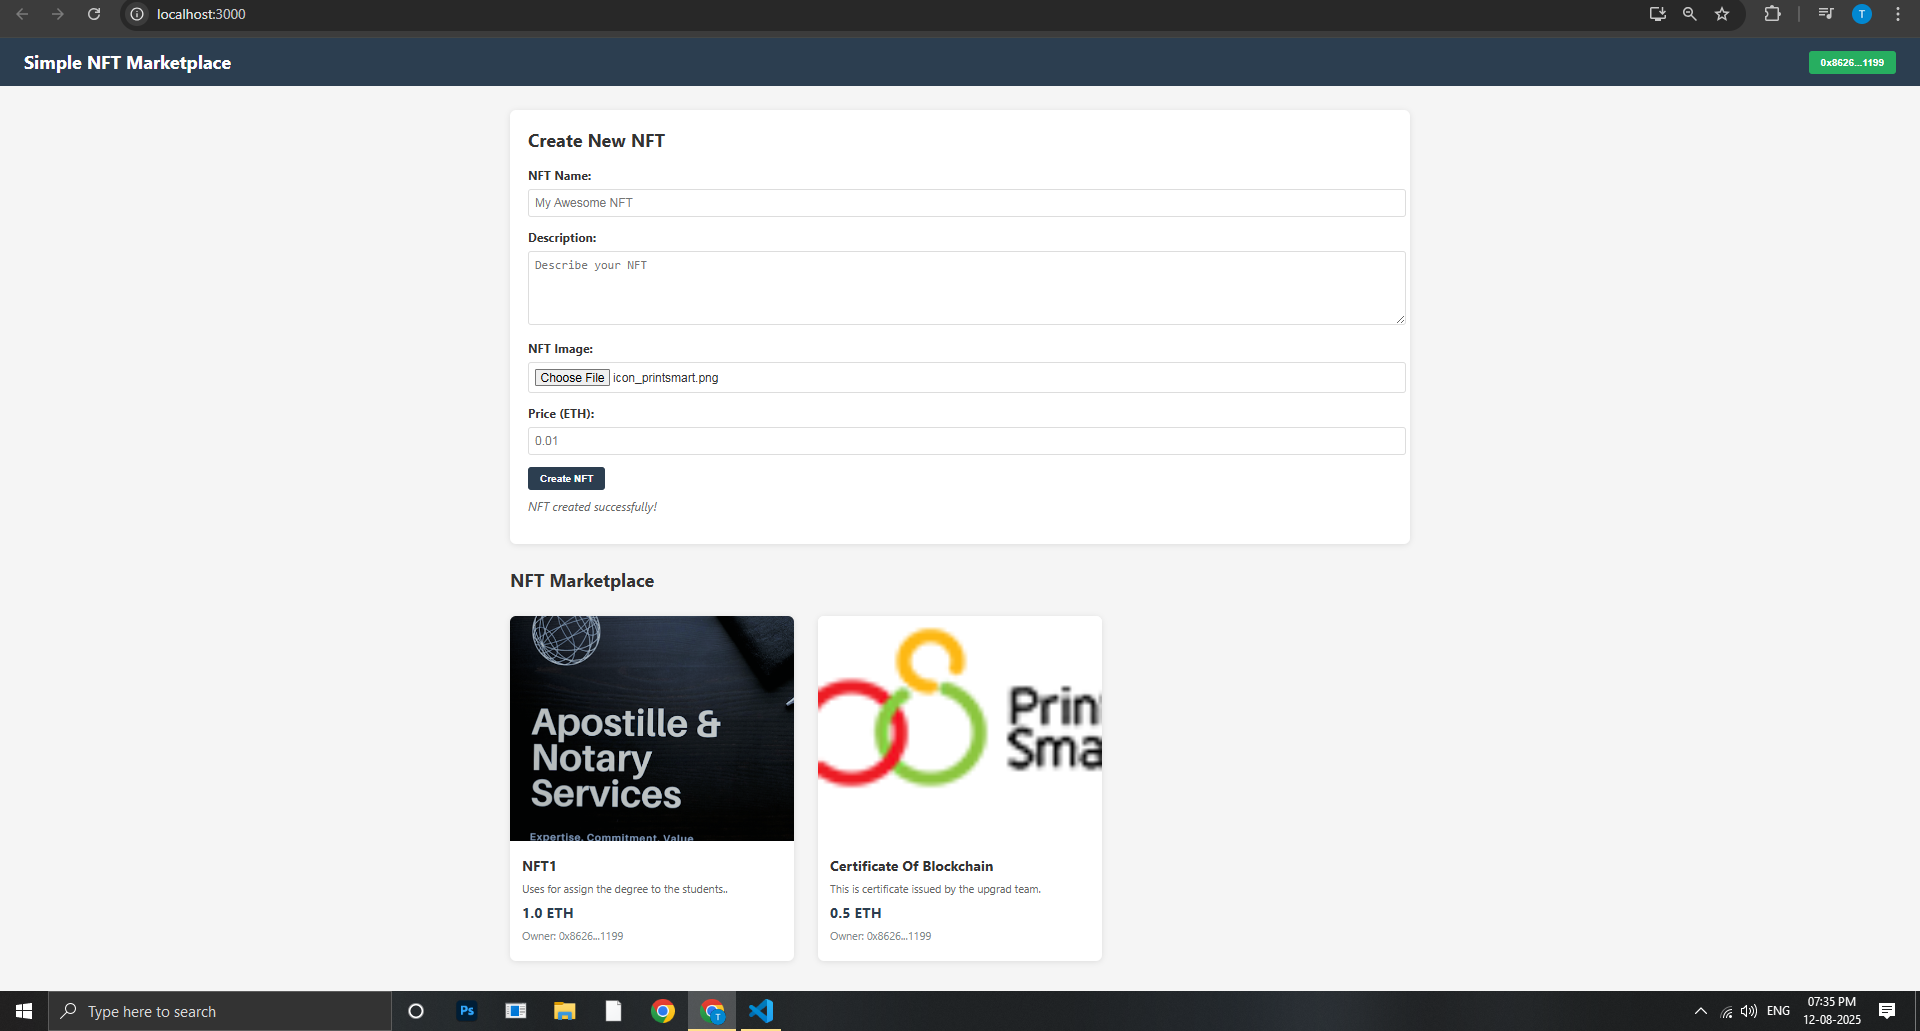 localhost:3000
T
Simple NFT Marketplace
0x8626...1199
Create New NFT
NFT Name:
My Awesome NFT
Description:
Describe your NFT
NFT Image:
Choose File icon_printsmart.png
Price (ETH):
0.01
Create NFT
NFT created successfully!
NFT Marketplace
Apostille &
Notary
Services
Expertise, Commitment, Value
Prin
Sma
NFT1
Uses for assign the degree to the students..
1.0 ETH
Owner: 0x8626...1199
Certificate Of Blockchain
This is certificate issued by the upgrad team.
0.5 ETH
Owner: 0x8626...1199
Type here to search
Ps
T
ENG
07:35 PM
12-08-2025